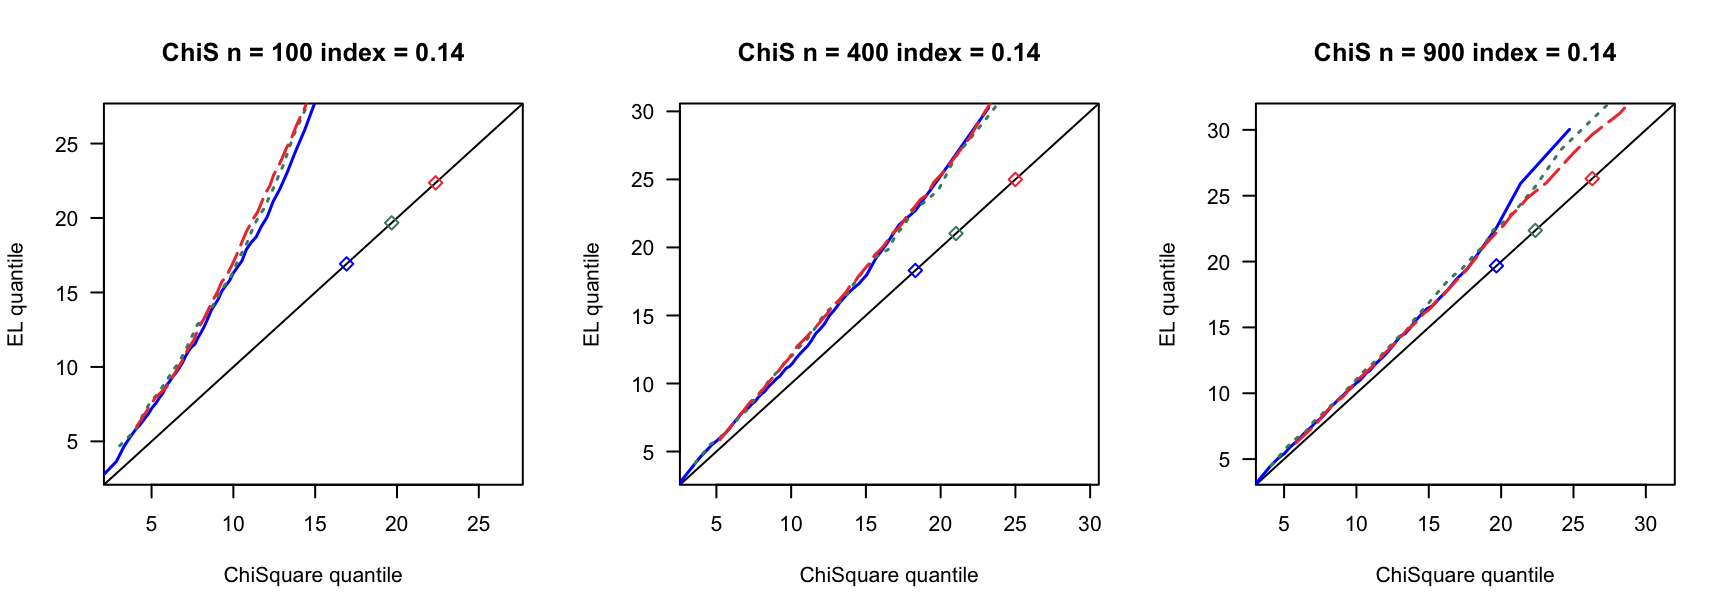 ChiS n = 100 index = 0.14
25
20
15
10
5
EL quantile
5 10 15 20 25
ChiSquare quantile
ChiS n = 400 index = 0.14
30
25
20
15
10
5
EL quantile
5 10 15 20 25 30
ChiSquare quantile
ChiS n = 900 index = 0.14
30
25
20
15
10
5
EL quantile
5 10 15 20 25 30
ChiSquare quantile